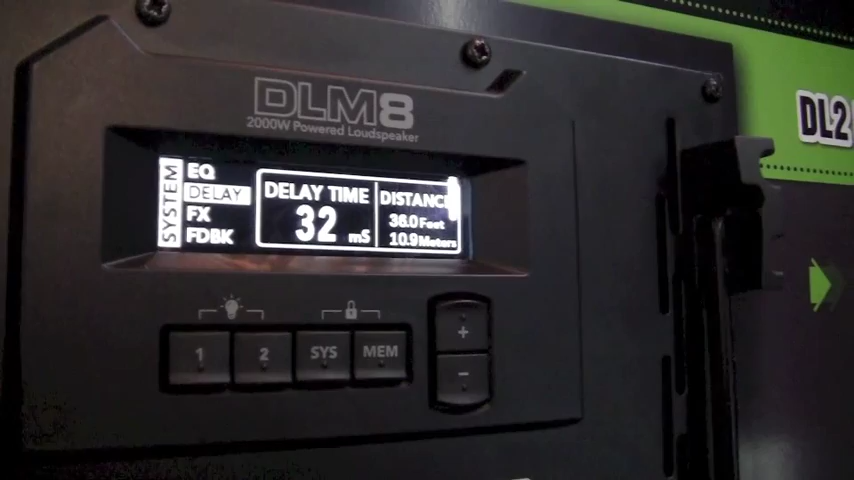 DLM8
2000W Powered Loudspeaker
DL2
SYSTEM
EQ
DELAY
FX
FDBK
DELAY TIME
32 mS
DISTANC
36.0 Feet
10.9 Meters
1
2
SYS
MEM
+
−